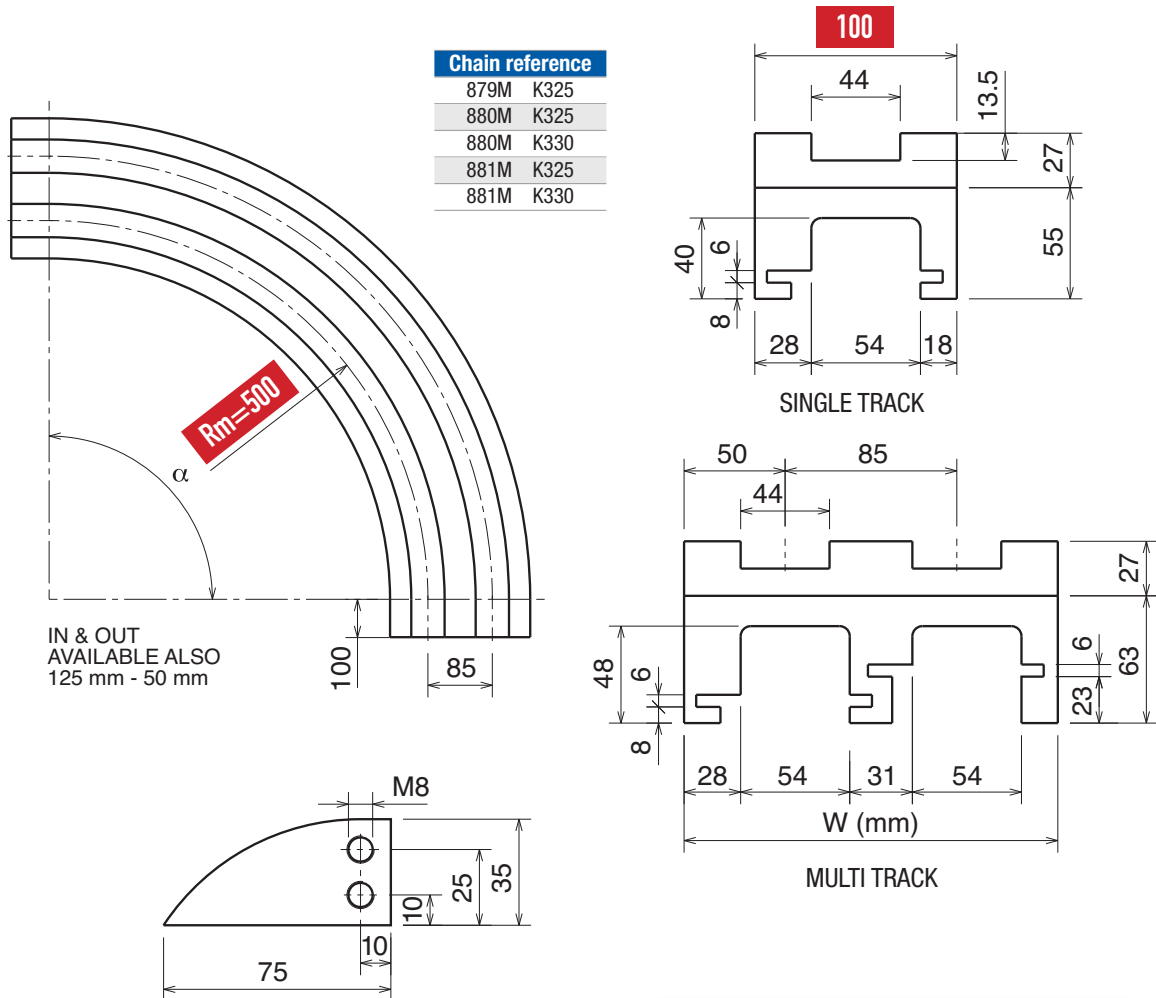 Chain reference
879M K325
880M K325
880M K330
881M K325
881M K330
Rm=500
α
IN & OUT
AVAILABLE ALSO
125 mm - 50 mm
100
85
100
44
13.5
27
55
40
6
8
28
54
18
SINGLE TRACK
50
85
44
27
63
48
6
8
6
23
28
54
31
54
W (mm)
MULTI TRACK
M8
35
25
10
10
75